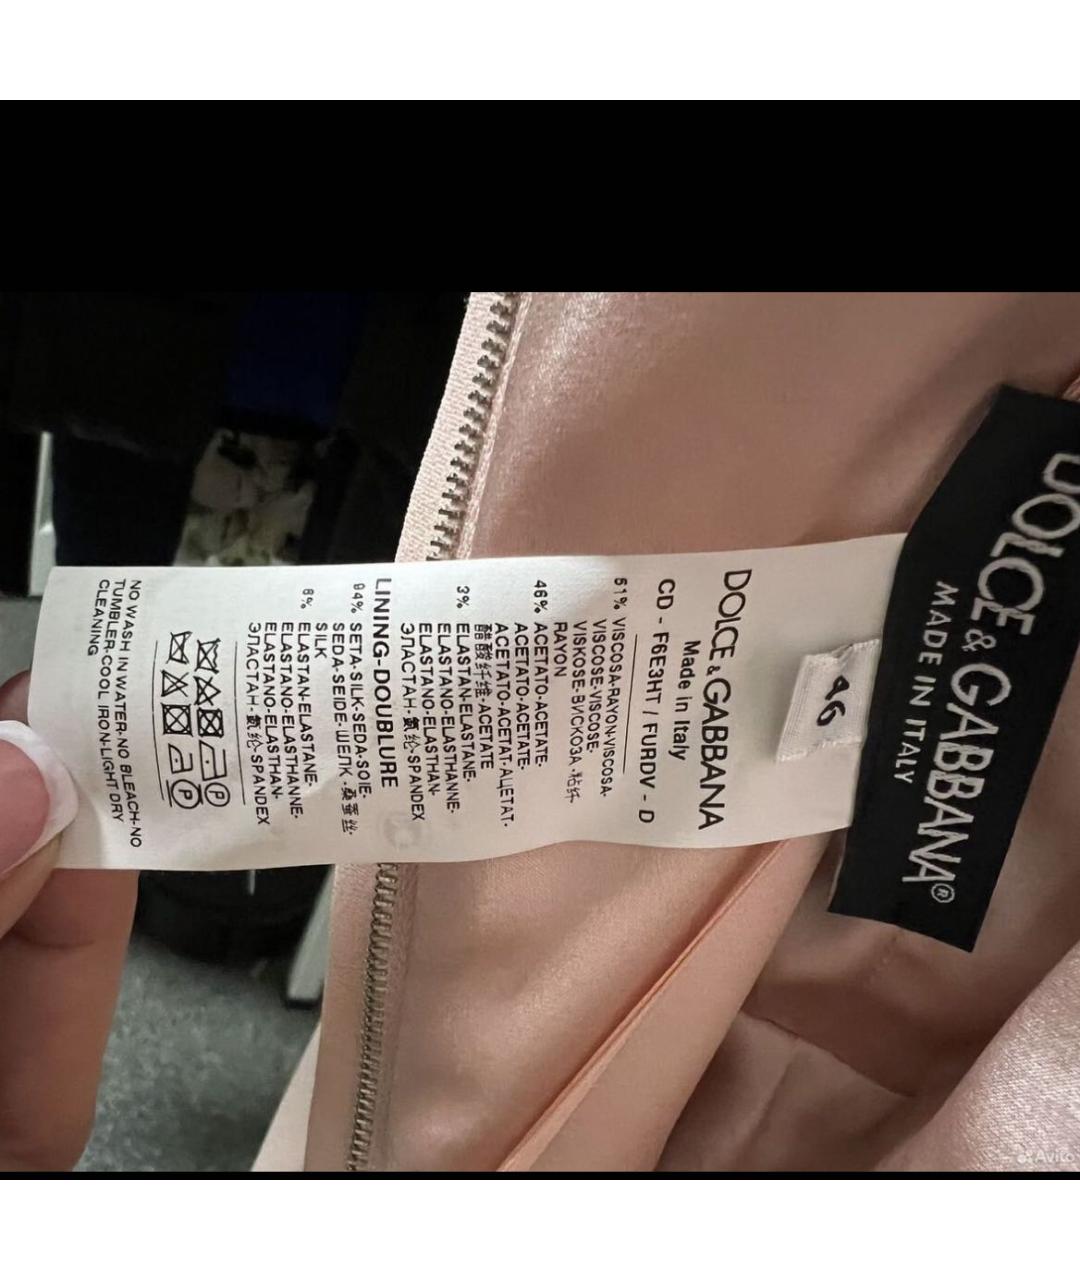 DOLCE & GABBANA®
MADE IN ITALY
46
DOLCE & GABBANA
Made in Italy
CD - F6E3HT / FURDV - D
51% VISCOSA-RAYON-VISCOSA-
VISCOSE-VISCOSE-
VISKOSE-ВИСКОЗА-粘纤
RAYON
46% ACETATO-ACETATE-
ACETATO-ACETATE-
ACETATO-ACETAT-АЦЕТАТ-
醋酸纤维-ACETATE
3% ELASTAN-ELASTANE-
ELASTANO-ELASTHANNE-
ELASTANO-ELASTHAN-
ЭЛАСТАН-氨纶-SPANDEX
LINING-DOUBLURE
94% SETA-SILK-SEDA-SOIE-
SEDA-SEIDE-ШЕЛК-桑蚕丝-
SILK
6% ELASTAN-ELASTANE-
ELASTANO-ELASTHANNE-
ELASTANO-ELASTHAN-
ЭЛАСТАН-氨纶-SPANDEX
P
P
NO WASH IN WATER-NO BLEACH-NO
TUMBLER-COOL IRON-LIGHT DRY
CLEANING
Avito